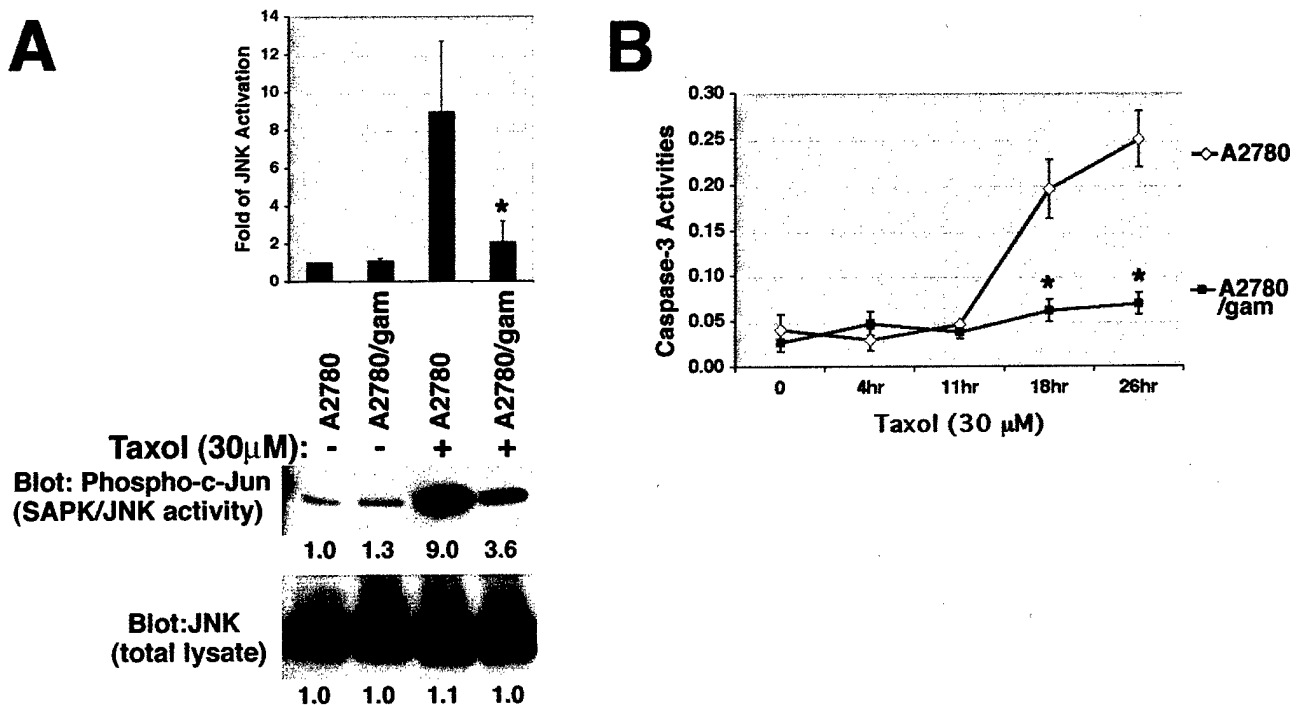 A
14
12
10
8
6
4
2
0
Fold of JNK Activation
*
A2780
A2780/gam
A2780
A2780/gam
Taxol (30µM): - - + +
Blot: Phospho-c-Jun
(SAPK/JNK activity)
1.0 1.3 9.0 3.6
Blot:JNK
(total lysate)
1.0 1.0 1.1 1.0
B
0.30
0.25
0.20
0.15
0.10
0.05
0.00
Caspase-3 Activities
* *
A2780
A2780
/gam
0 4hr 11hr 18hr 26hr
Taxol (30 µM)